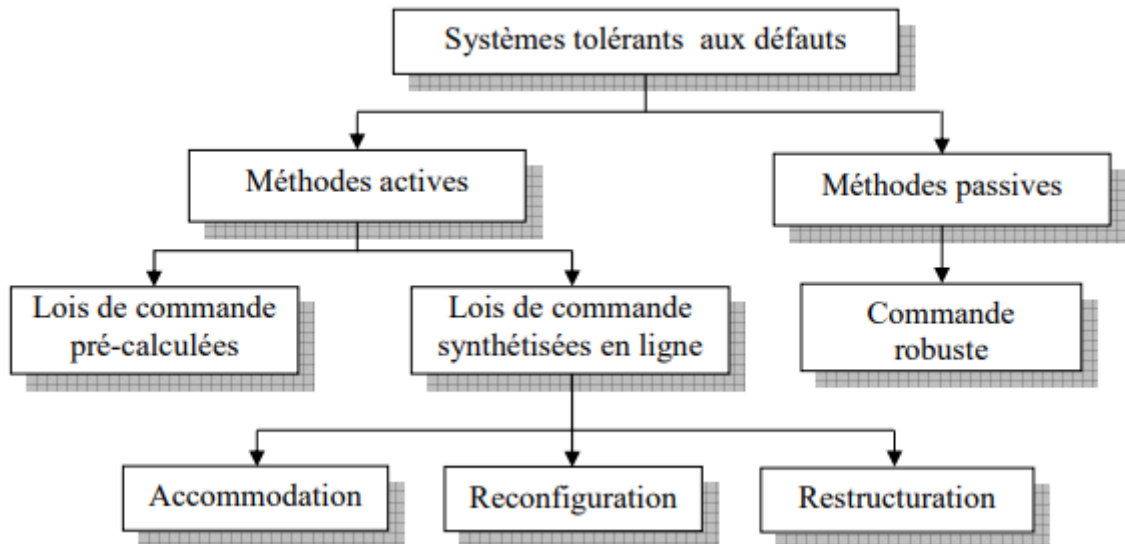 Systèmes tolérants aux défauts
Méthodes actives
Méthodes passives
Lois de commande
pré-calculées
Lois de commande
synthétisées en ligne
Commande
robuste
Accommodation
Reconfiguration
Restructuration